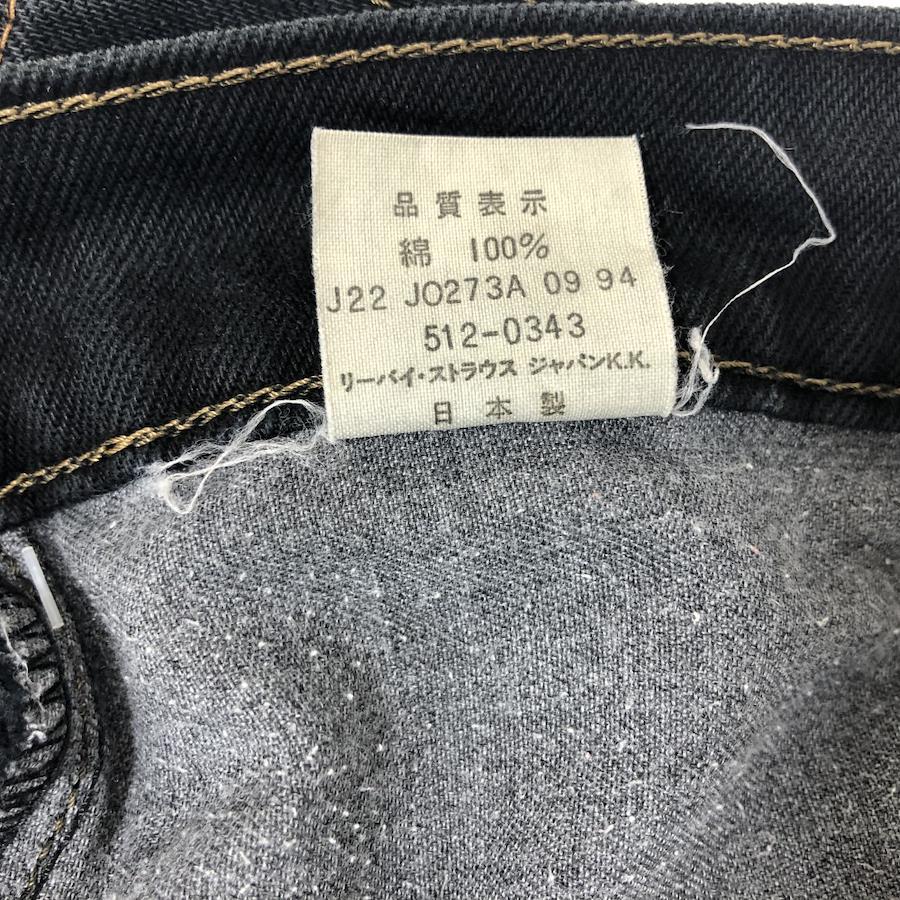 品質表示
綿 100%
J22 J0273A 09 94
512-0343
リーバイ・ストラウス ジャパンK.K.
日本製